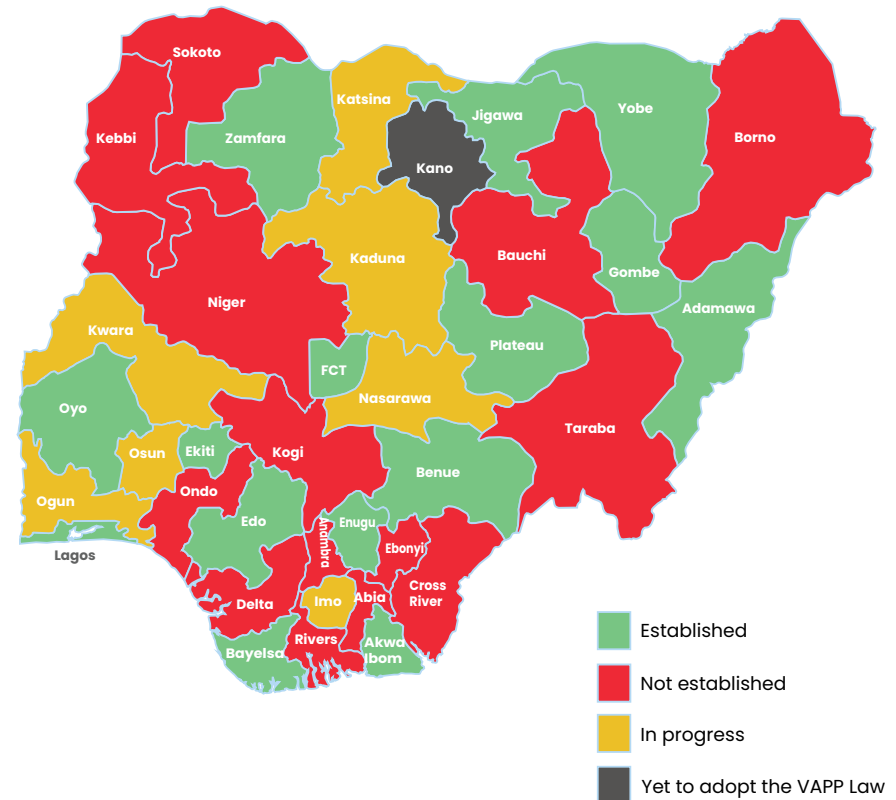 Sokoto
Katsina
Jigawa
Yobe
Borno
Kebbi
Zamfara
Kano
Bauchi
Kaduna
Gombe
Adamawa
Niger
Kwara
Plateau
FCT
Nasarawa
Oyo
Taraba
Osun
Ekiti
Kogi
Benue
Ondo
Ogun
Edo
Enugu
Anambra
Lagos
Ebonyi
Cross
River
Delta
Imo
Abia
Rivers
Bayelsa
Akwa
Ibom
Established
Not established
In progress
Yet to adopt the VAPP Law